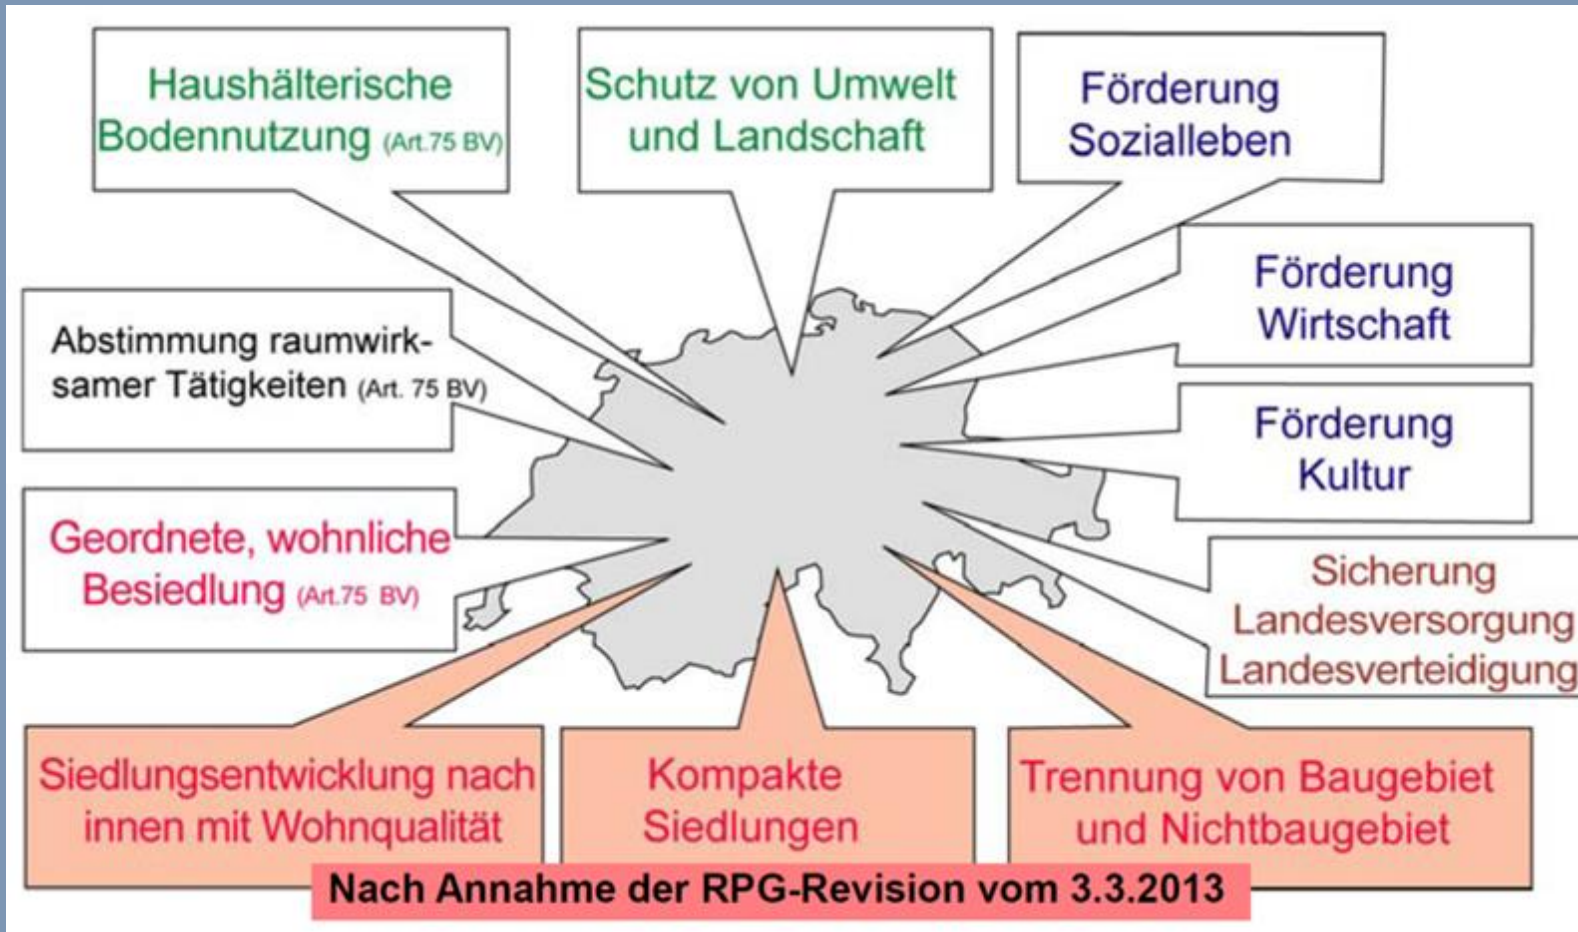 Haushälterische
Bodennutzung (Art.75 BV)
Schutz von Umwelt
und Landschaft
Förderung
Sozialleben
Förderung
Wirtschaft
Abstimmung raumwirk-
samer Tätigkeiten (Art. 75 BV)
Förderung
Kultur
Geordnete, wohnliche
Besiedlung (Art.75 BV)
Sicherung
Landesversorgung
Landesverteidigung
Siedlungsentwicklung nach
innen mit Wohnqualität
Kompakte
Siedlungen
Trennung von Baugebiet
und Nichtbaugebiet
Nach Annahme der RPG-Revision vom 3.3.2013